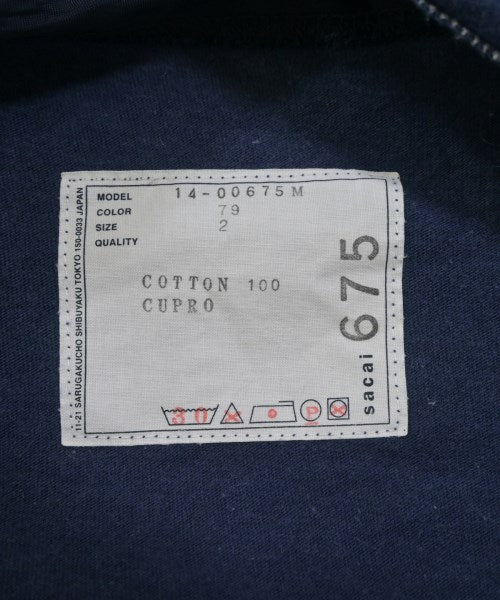 MODEL 14-00675M
COLOR 79
SIZE 2
QUALITY
COTTON 100
CUPRO
30
P
sacai 675
11-21 SARUGAKUCHO SHIBUYAKU TOKYO 150-0033 JAPAN